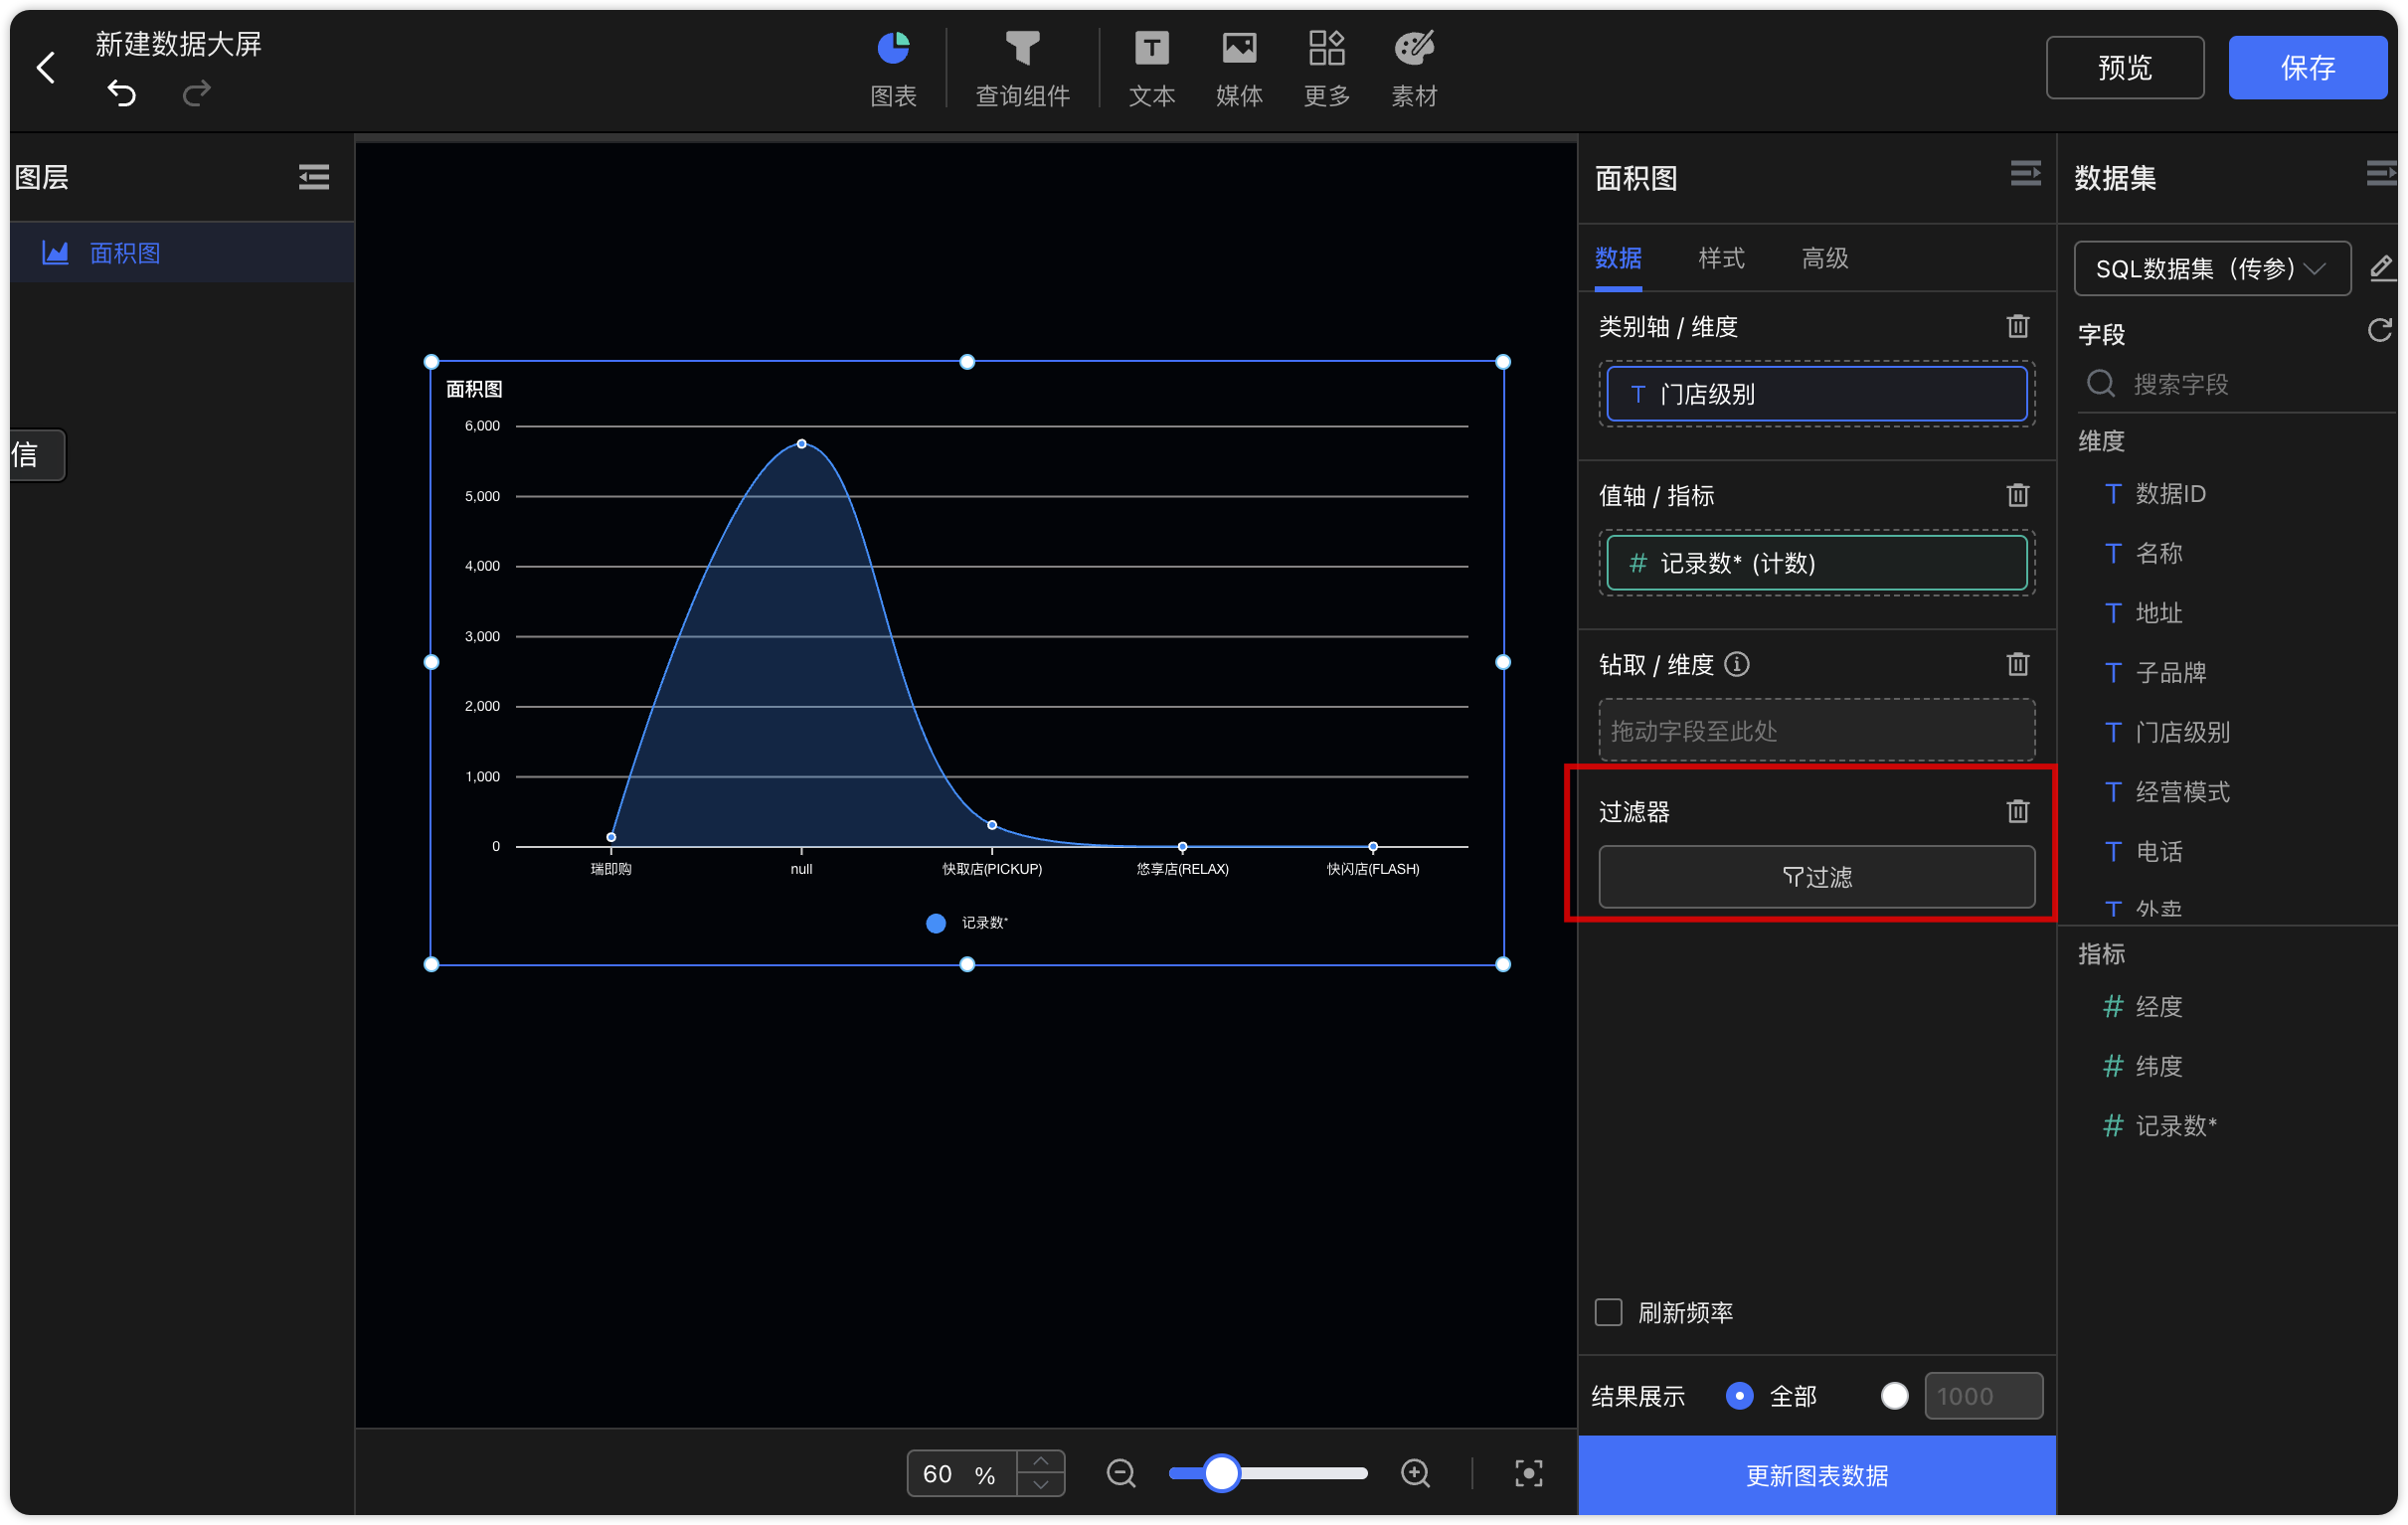 新建数据大屏
图表
查询组件
文本
媒体
更多
素材
预览
保存
图层
面积图
信
面积图
6,000
5,000
4,000
3,000
2,000
1,000
0
瑞即购
null
快取店(PICKUP)
悠享店(RELAX)
快闪店(FLASH)
记录数*
60 %
面积图
数据
样式
高级
类别轴 / 维度
T 门店级别
值轴 / 指标
# 记录数* (计数)
钻取 / 维度
拖动字段至此处
过滤器
过滤
刷新频率
结果展示
全部
1000
更新图表数据
数据集
SQL数据集（传参)
字段
搜索字段
维度
T 数据ID
T 名称
T 地址
T 子品牌
T 门店级别
T 经营模式
T 电话
T 外卖
指标
# 经度
# 纬度
# 记录数*